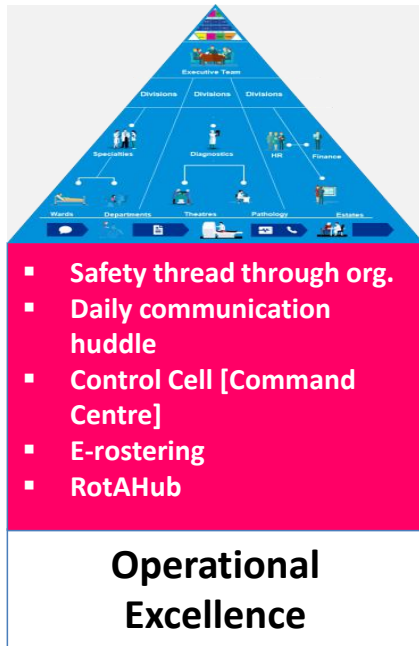 Executive Team
Divisions Divisions Divisions
Specialties Diagnostics HR Finance
Wards Departments Theatres Pathology Estates
▪ Safety thread through org.
▪ Daily communication
huddle
▪ Control Cell [Command
Centre]
▪ E-rostering
▪ RotAHub
Operational
Excellence